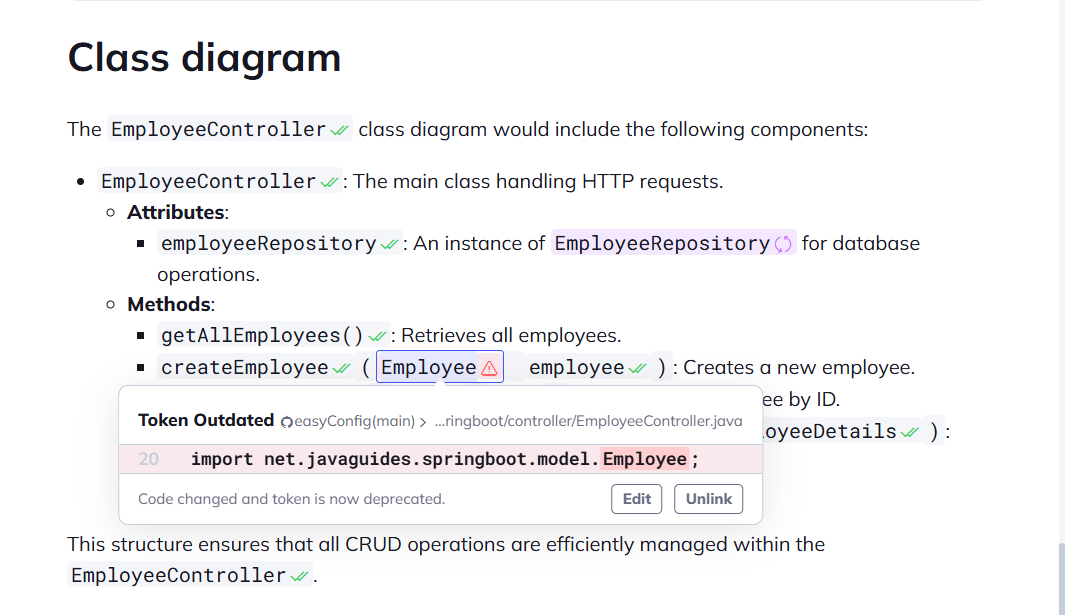 Class diagram
The EmployeeController class diagram would include the following components:
EmployeeController: The main class handling HTTP requests.
Attributes:
employeeRepository: An instance of EmployeeRepository for database
operations.
Methods:
getAllEmployees(): Retrieves all employees.
createEmployee (Employee employee): Creates a new employee.
ee by ID.
Token Outdated easyConfig(main) > ...ringboot/controller/EmployeeController.java
oyeeDetails ):
20 import net.javaguides.springboot.model.Employee;
Code changed and token is now deprecated. Edit Unlink
This structure ensures that all CRUD operations are efficiently managed within the
EmployeeController.